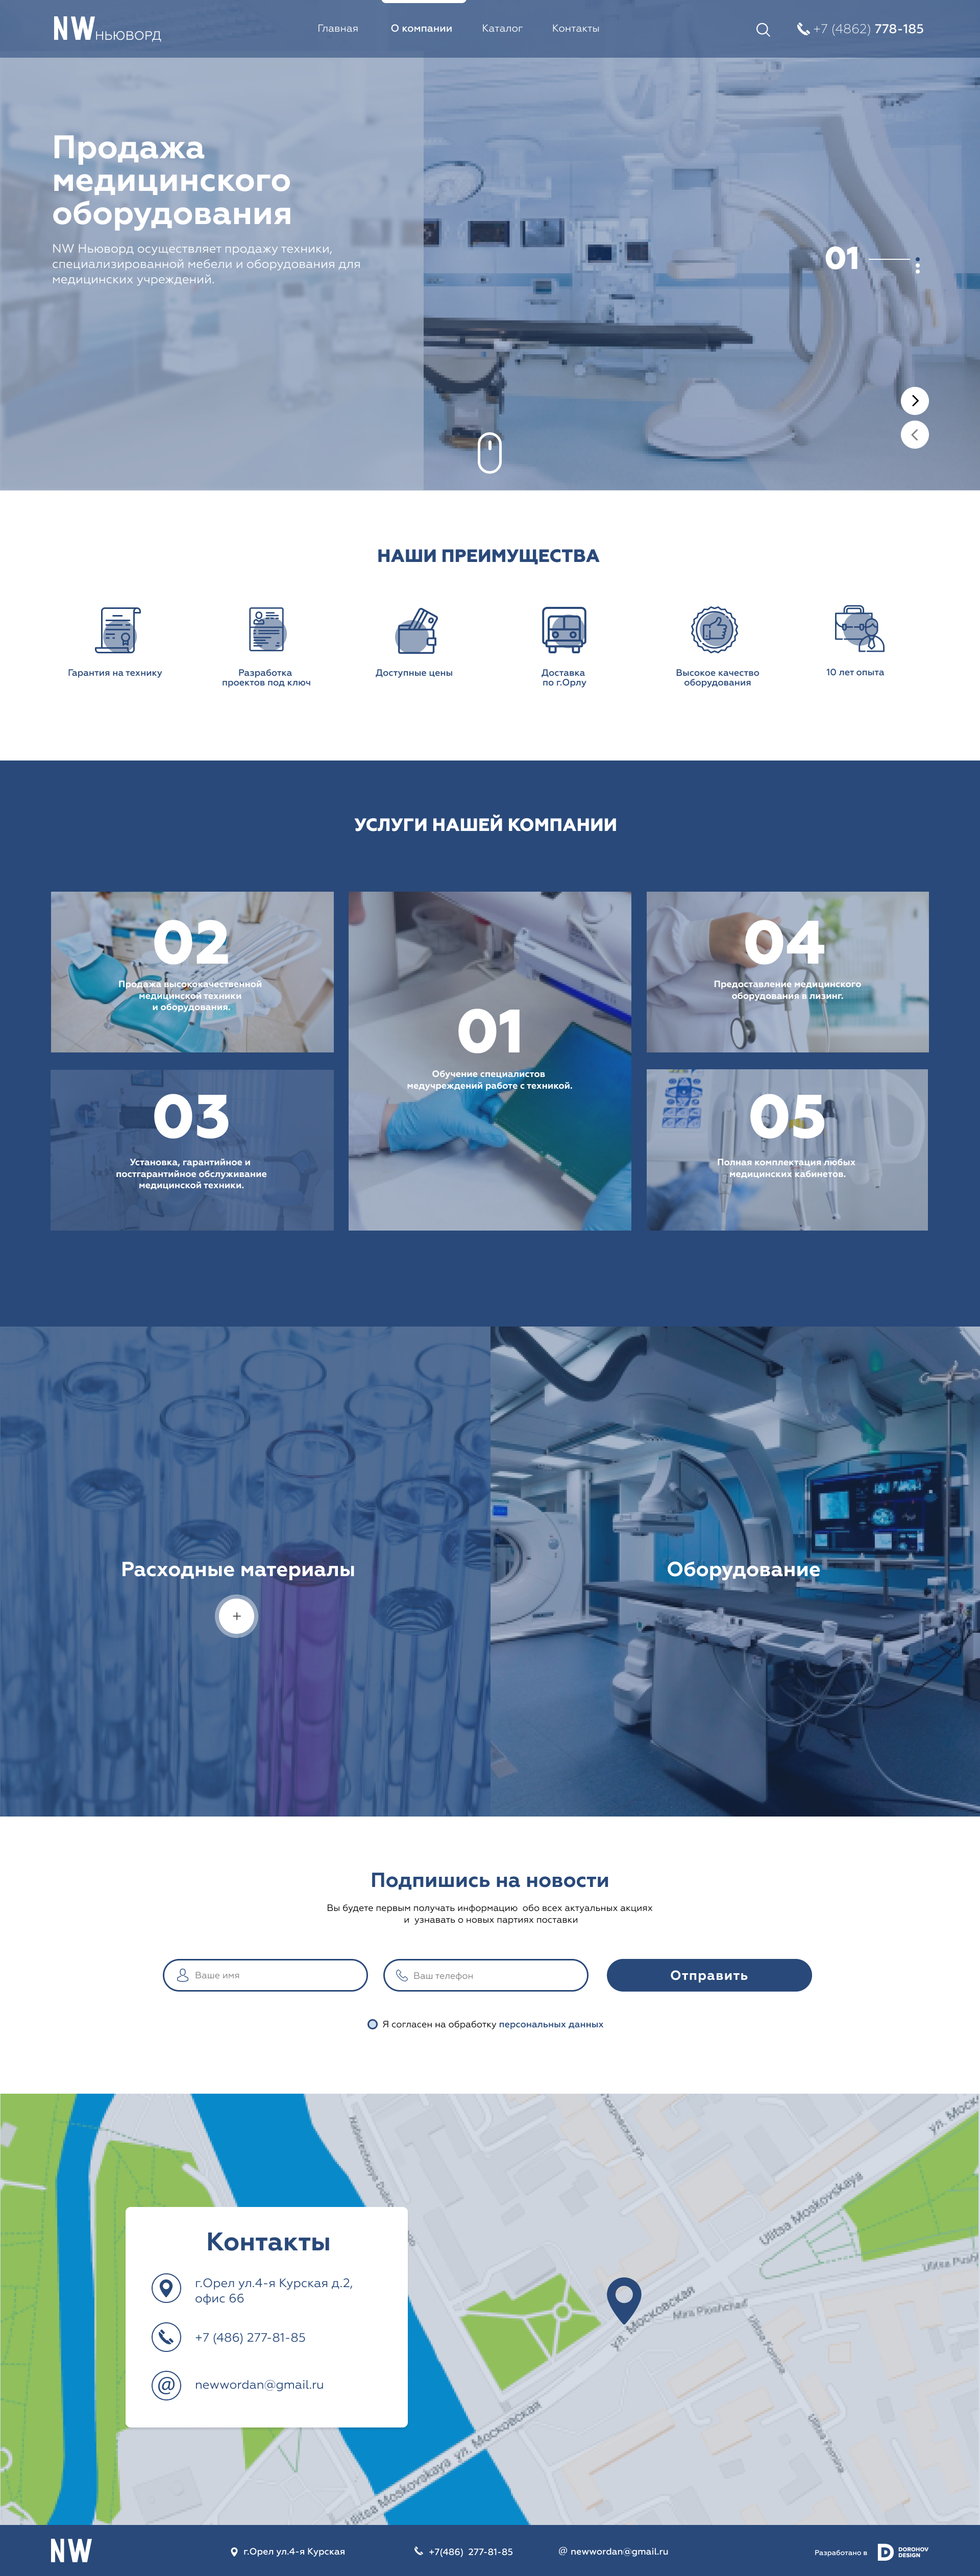 NW НЬЮВОРД
Главная
О компании
Каталог
Контакты
+7 (4862) 778-185
Продажа
медицинского
оборудования
NW Ньюворд осуществляет продажу техники,
специализированной мебели и оборудования для
медицинских учреждений.
01
НАШИ ПРЕИМУЩЕСТВА
Гарантия на технику
Разработка
проектов под ключ
Доступные цены
Доставка
по г.Орлу
Высокое качество
оборудования
10 лет опыта
УСЛУГИ НАШЕЙ КОМПАНИИ
02
Продажа высококачественной
медицинской техники
и оборудования.
03
Установка, гарантийное и
постгарантийное обслуживание
медицинской техники.
01
Обучение специалистов
медучреждений работе с техникой.
04
Предоставление медицинского
оборудования в лизинг.
05
Полная комплектация любых
медицинских кабинетов.
Расходные материалы
+
Оборудование
Подпишись на новости
Вы будете первым получать информацию обо всех актуальных акциях
и узнавать о новых партиях поставки
Ваше имя
Ваш телефон
Отправить
Я согласен на обработку персональных данных
ул. Моско
Ulitsa Moskovskaya
Ulitsa Push
ул. Московская
Ulitsa Moskovskaya ул. Московская
Контакты
г.Орел ул.4-я Курская д.2,
офис 66
+7 (486) 277-81-85
@ newwordan@gmail.ru
NW
г.Орел ул.4-я Курская
+7(486) 277-81-85
@ newwordan@gmail.ru
Разработано в
D DOROHOV
DESIGN